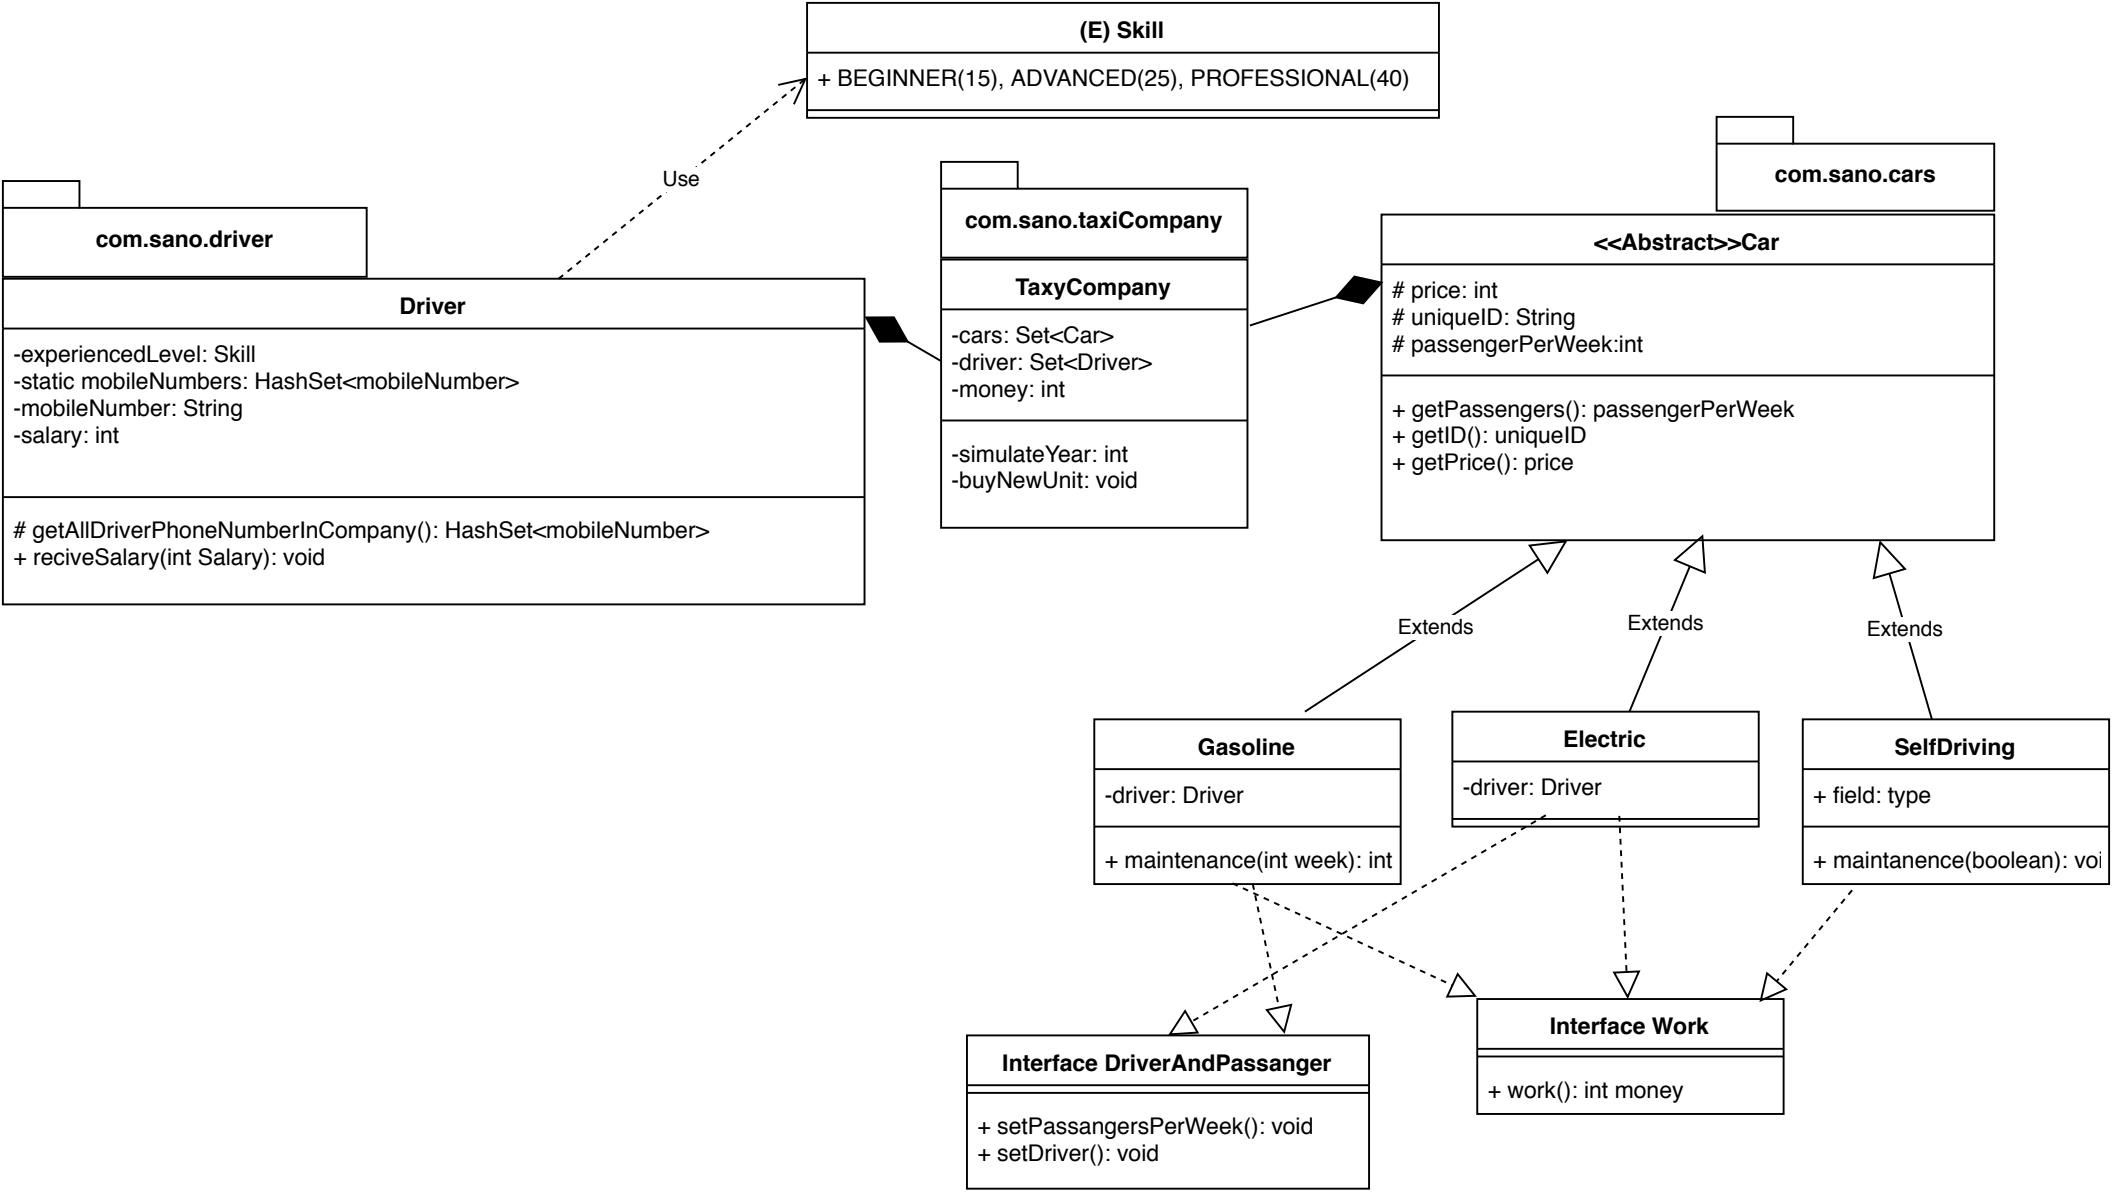 (E) Skill
+ BEGINNER(15), ADVANCED(25), PROFESSIONAL(40)
Use
com.sano.driver
Driver
-experiencedLevel: Skill
-static mobileNumbers: HashSet<mobileNumber>
-mobileNumber: String
-salary: int
# getAllDriverPhoneNumberInCompany(): HashSet<mobileNumber>
+ reciveSalary(int Salary): void
com.sano.taxiCompany
TaxyCompany
-cars: Set<Car>
-driver: Set<Driver>
-money: int
-simulateYear: int
-buyNewUnit: void
com.sano.cars
<<Abstract>>Car
# price: int
# uniqueID: String
# passengerPerWeek:int
+ getPassengers(): passengerPerWeek
+ getID(): uniqueID
+ getPrice(): price
Extends
Extends
Extends
Gasoline
-driver: Driver
+ maintenance(int week): int
Electric
-driver: Driver
SelfDriving
+ field: type
+ maintanence(boolean): voi
Interface DriverAndPassanger
+ setPassangersPerWeek(): void
+ setDriver(): void
Interface Work
+ work(): int money